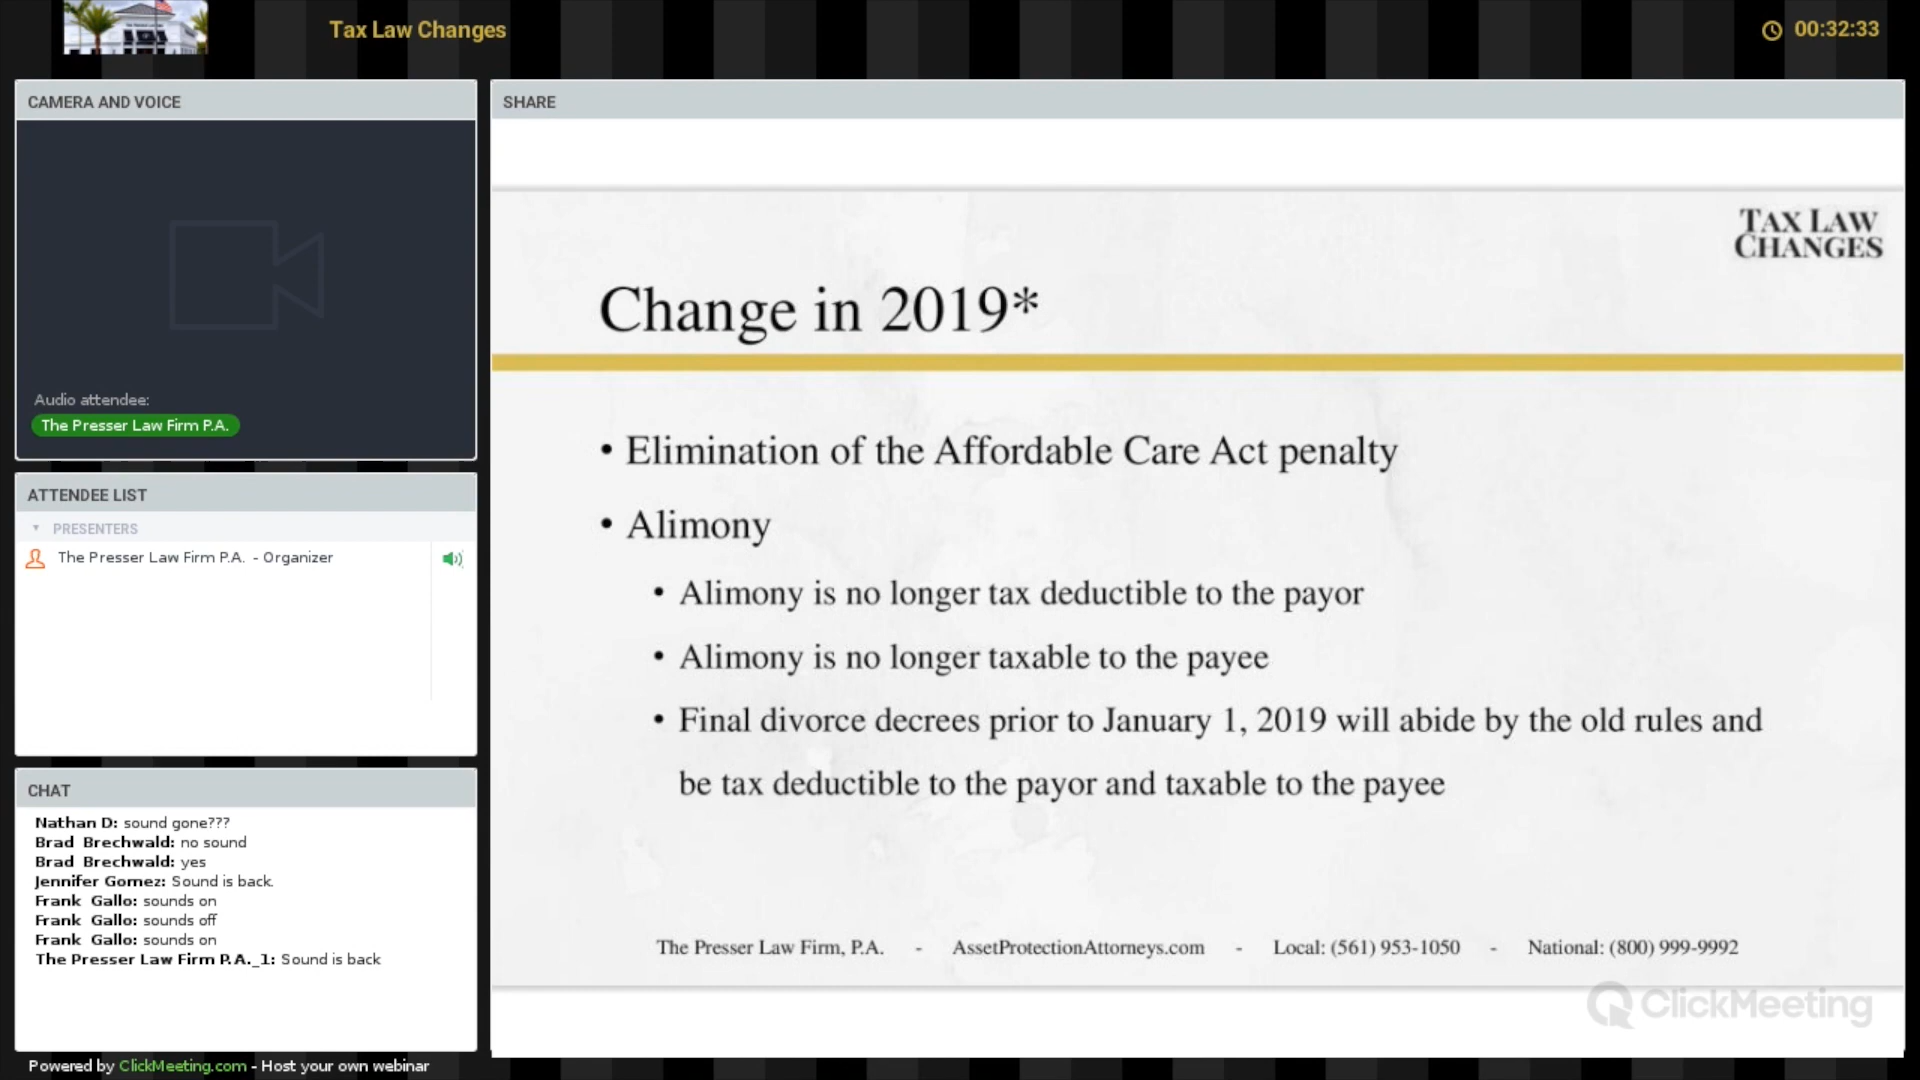 Tax Law Changes
00:32:33
CAMERA AND VOICE
Audio attendee:
The Presser Law Firm P.A.
ATTENDEE LIST
PRESENTERS
The Presser Law Firm P.A. - Organizer
CHAT
Nathan D: sound gone???
Brad Brechwald: no sound
Brad Brechwald: yes
Jennifer Gomez: Sound is back.
Frank Gallo: sounds on
Frank Gallo: sounds off
Frank Gallo: sounds on
The Presser Law Firm P.A._1: Sound is back
SHARE
TAX LAW
CHANGES
Change in 2019*
• Elimination of the Affordable Care Act penalty
• Alimony
• Alimony is no longer tax deductible to the payor
• Alimony is no longer taxable to the payee
• Final divorce decrees prior to January 1, 2019 will abide by the old rules and
be tax deductible to the payor and taxable to the payee
The Presser Law Firm, P.A. - AssetProtectionAttorneys.com - Local: (561) 953-1050 - National: (800) 999-9992
ClickMeeting
Powered by ClickMeeting.com - Host your own webinar